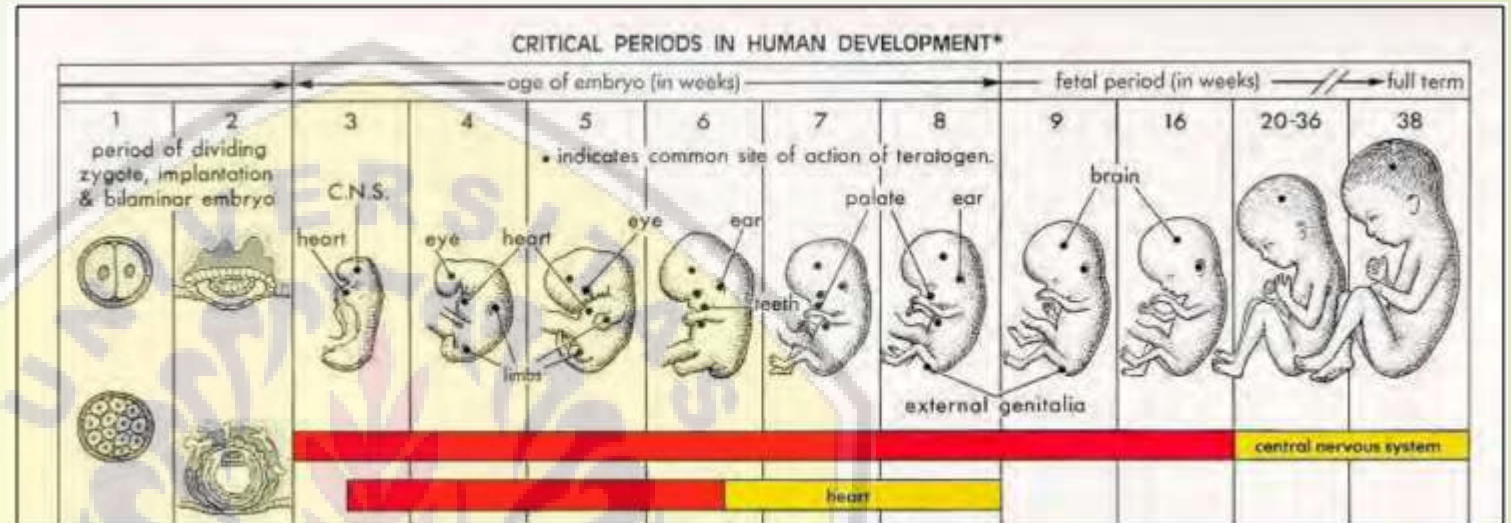 CRITICAL PERIODS IN HUMAN DEVELOPMENT*
age of embryo (in weeks)
fetal period (in weeks)
full term
1
2
3
4
5
6
7
8
9
16
20-36
38
period of dividing
zygote, implantation
& bilaminar embryo
• indicates common site of action of teratogen.
C.N.S.
heart
eye
heart
eye
ear
palate
ear
brain
teeth
limbs
external genitalia
central nervous system
heart
UNIVERSITAS